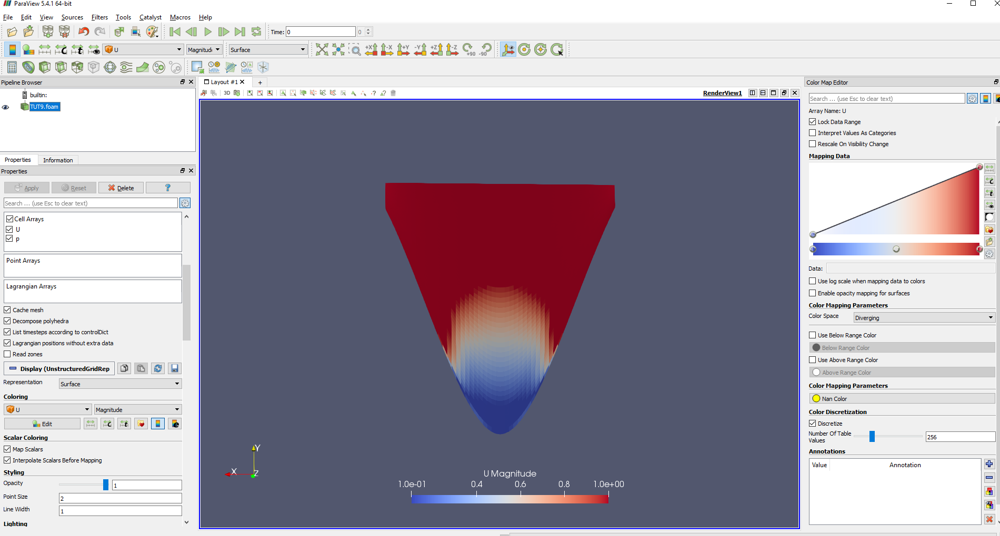 ParaView 5.4.1 64-bit
File Edit View Sources Filters Tools Catalyst Macros Help
Time: 0 0
U Magnitude Surface +X -X +Y -Y +Z -Z +90 -90
Pipeline Browser
builtin:
TUT9.foam
Properties Information
Properties
Apply Reset Delete ?
Search ... (use Esc to clear text)
Cell Arrays
U
p
Point Arrays
Lagrangian Arrays
Cache mesh
Decompose polyhedra
List timesteps according to controlDict
Lagrangian positions without extra data
Read zones
Display (UnstructuredGridRep
Representation Surface
Coloring
U Magnitude
Edit
Scalar Coloring
Map Scalars
Interpolate Scalars Before Mapping
Styling
Opacity 1
Point Size 2
Line Width 1
Lighting
Layout #1 +
3D RenderView1
Y
X Z
U Magnitude
1.0e-01 0.4 0.6 0.8 1.0e+00
Color Map Editor
Search ... (use Esc to clear text)
Array Name: U
Lock Data Range
Interpret Values As Categories
Rescale On Visibility Change
Mapping Data
Data:
Use log scale when mapping data to colors
Enable opacity mapping for surfaces
Color Mapping Parameters
Color Space Diverging
Use Below Range Color
Below Range Color
Use Above Range Color
Above Range Color
Color Mapping Parameters
Nan Color
Color Discretization
Discretize
Number Of Table
Values 256
Annotations
Value Annotation